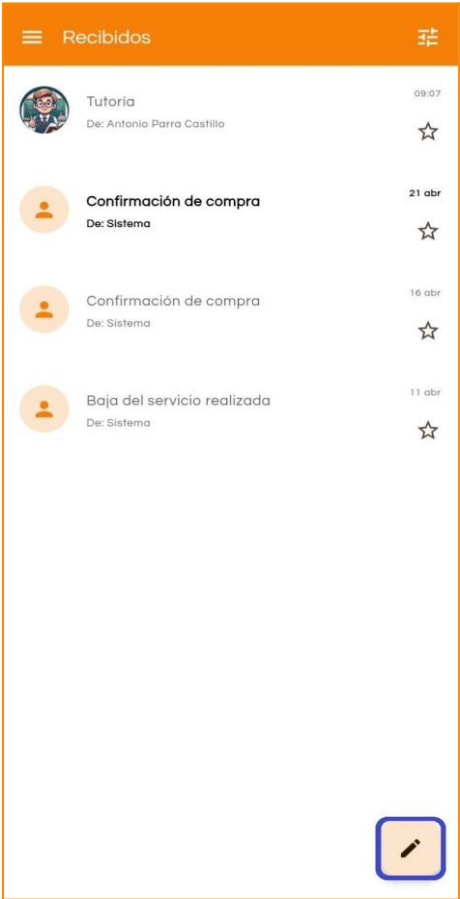 Recibidos
Tutoria
09:07
De: Antonio Parra Castillo
Confirmación de compra
21 abr
De: Sistema
Confirmación de compra
16 abr
De: Sistema
Baja del servicio realizada
11 abr
De: Sistema